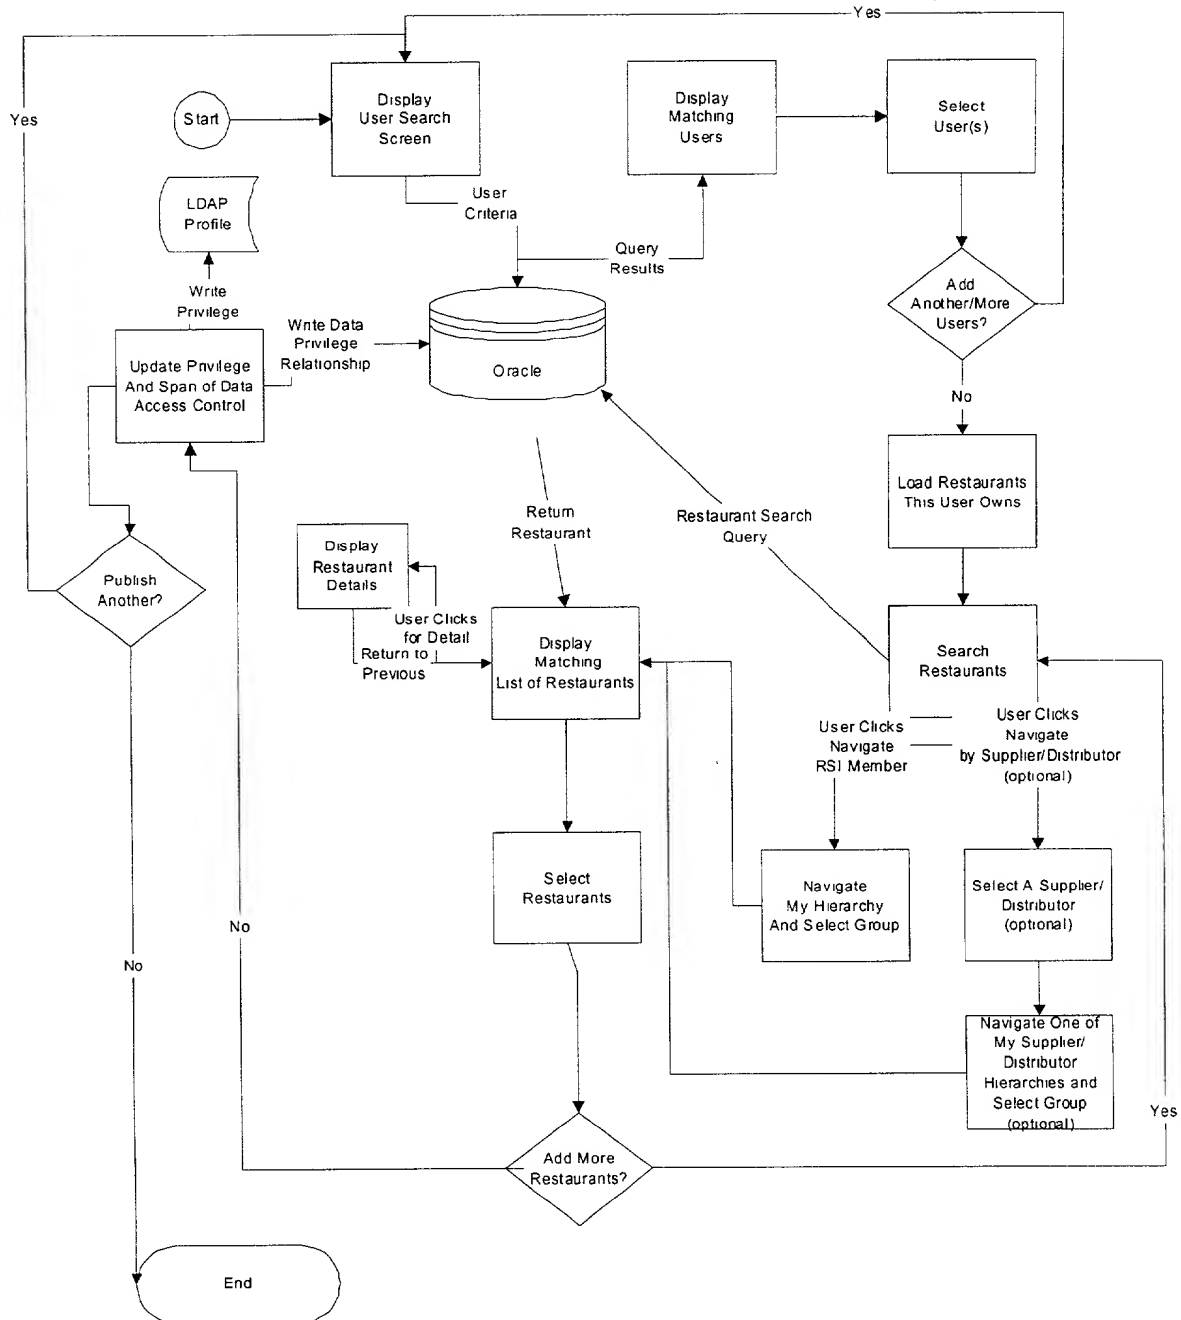 Yes
Yes
Start
Display
User Search
Screen
Display
Matching
Users
Select
User(s)
LDAP
Profile
User
Criteria
Query
Results
Add
Another/More
Users?
Write
Privilege
Write Data
Privilege
Relationship
Update Privilege
And Span of Data
Access Control
Oracle
No
Load Restaurants
This User Owns
Return
Restaurant
Restaurant Search
Query
Display
Restaurant
Details
Publish
Another?
User Clicks
for Detail
Return to
Previous
Display
Matching
List of Restaurants
Search
Restaurants
User Clicks
Navigate
RSI Member
User Clicks
Navigate
by Supplier/Distributor
(optional)
Select
Restaurants
Navigate
My Hierarchy
And Select Group
Select A Supplier/
Distributor
(optional)
No
No
Navigate One of
My Supplier/
Distributor
Hierarchies and
Select Group
(optional)
Yes
Add More
Restaurants?
End